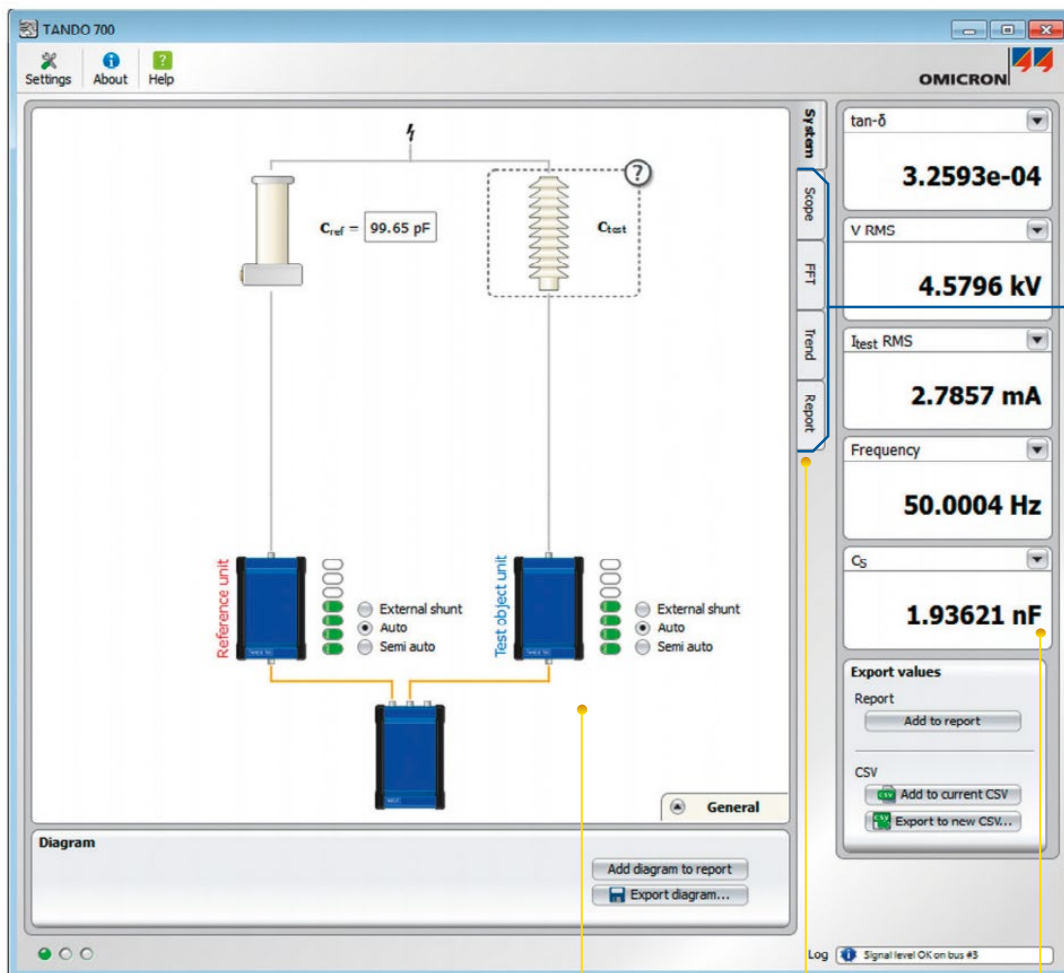 TANDO 700
Settings
About
Help
OMICRON
System
Scope
FFT
Trend
Report
Cref = 99.65 pF
Ctest
?
Reference unit
External shunt
Auto
Semi auto
Test object unit
External shunt
Auto
Semi auto
General
Diagram
Add diagram to report
Export diagram...
tan-δ
3.2593e-04
V RMS
4.5796 kV
Itest RMS
2.7857 mA
Frequency
50.0004 Hz
CS
1.93621 nF
Export values
Report
Add to report
CSV
Add to current CSV
Export to new CSV...
Log
Signal level OK on bus #3